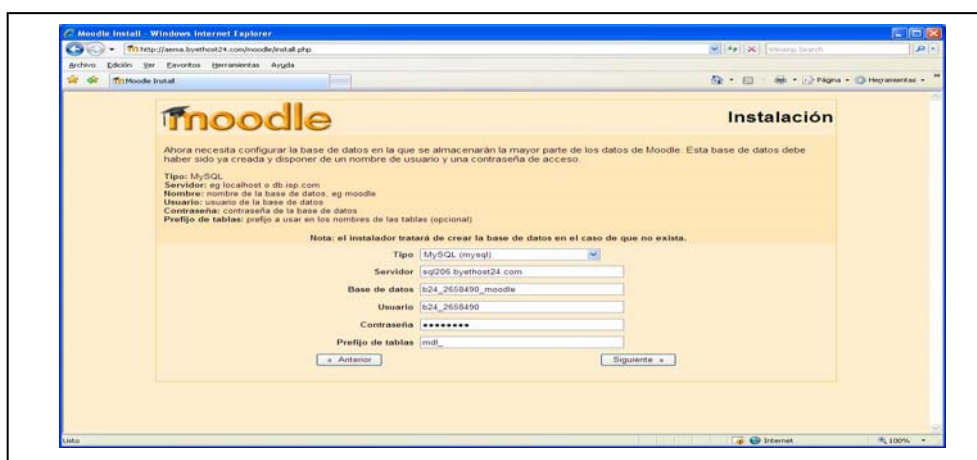 Moodle Install - Windows Internet Explorer
http://aema.byethost24.com/moodle/install.php
Archivo Edición Ver Favoritos Herramientas Ayuda
Moodle Install
Página Herramientas
moodle
Instalación
Ahora necesita configurar la base de datos en la que se almacenarán la mayor parte de los datos de Moodle. Esta base de datos debe
haber sido ya creada y disponer de un nombre de usuario y una contraseña de acceso.
Tipo: MySQL
Servidor: eg localhost o db.isp.com
Nombre: nombre de la base de datos, eg moodle
Usuario: usuario de la base de datos
Contraseña: contraseña de la base de datos
Prefijo de tablas: prefijo a usar en los nombres de las tablas (opcional)
Nota: el instalador tratará de crear la base de datos en el caso de que no exista.
Tipo MySQL (mysql)
Servidor sql206.byethost24.com
Base de datos b24_2658490_moodle
Usuario b24_2658490
Contraseña ••••••••
Prefijo de tablas mdl_
« Anterior Siguiente »
Listo Internet 100%